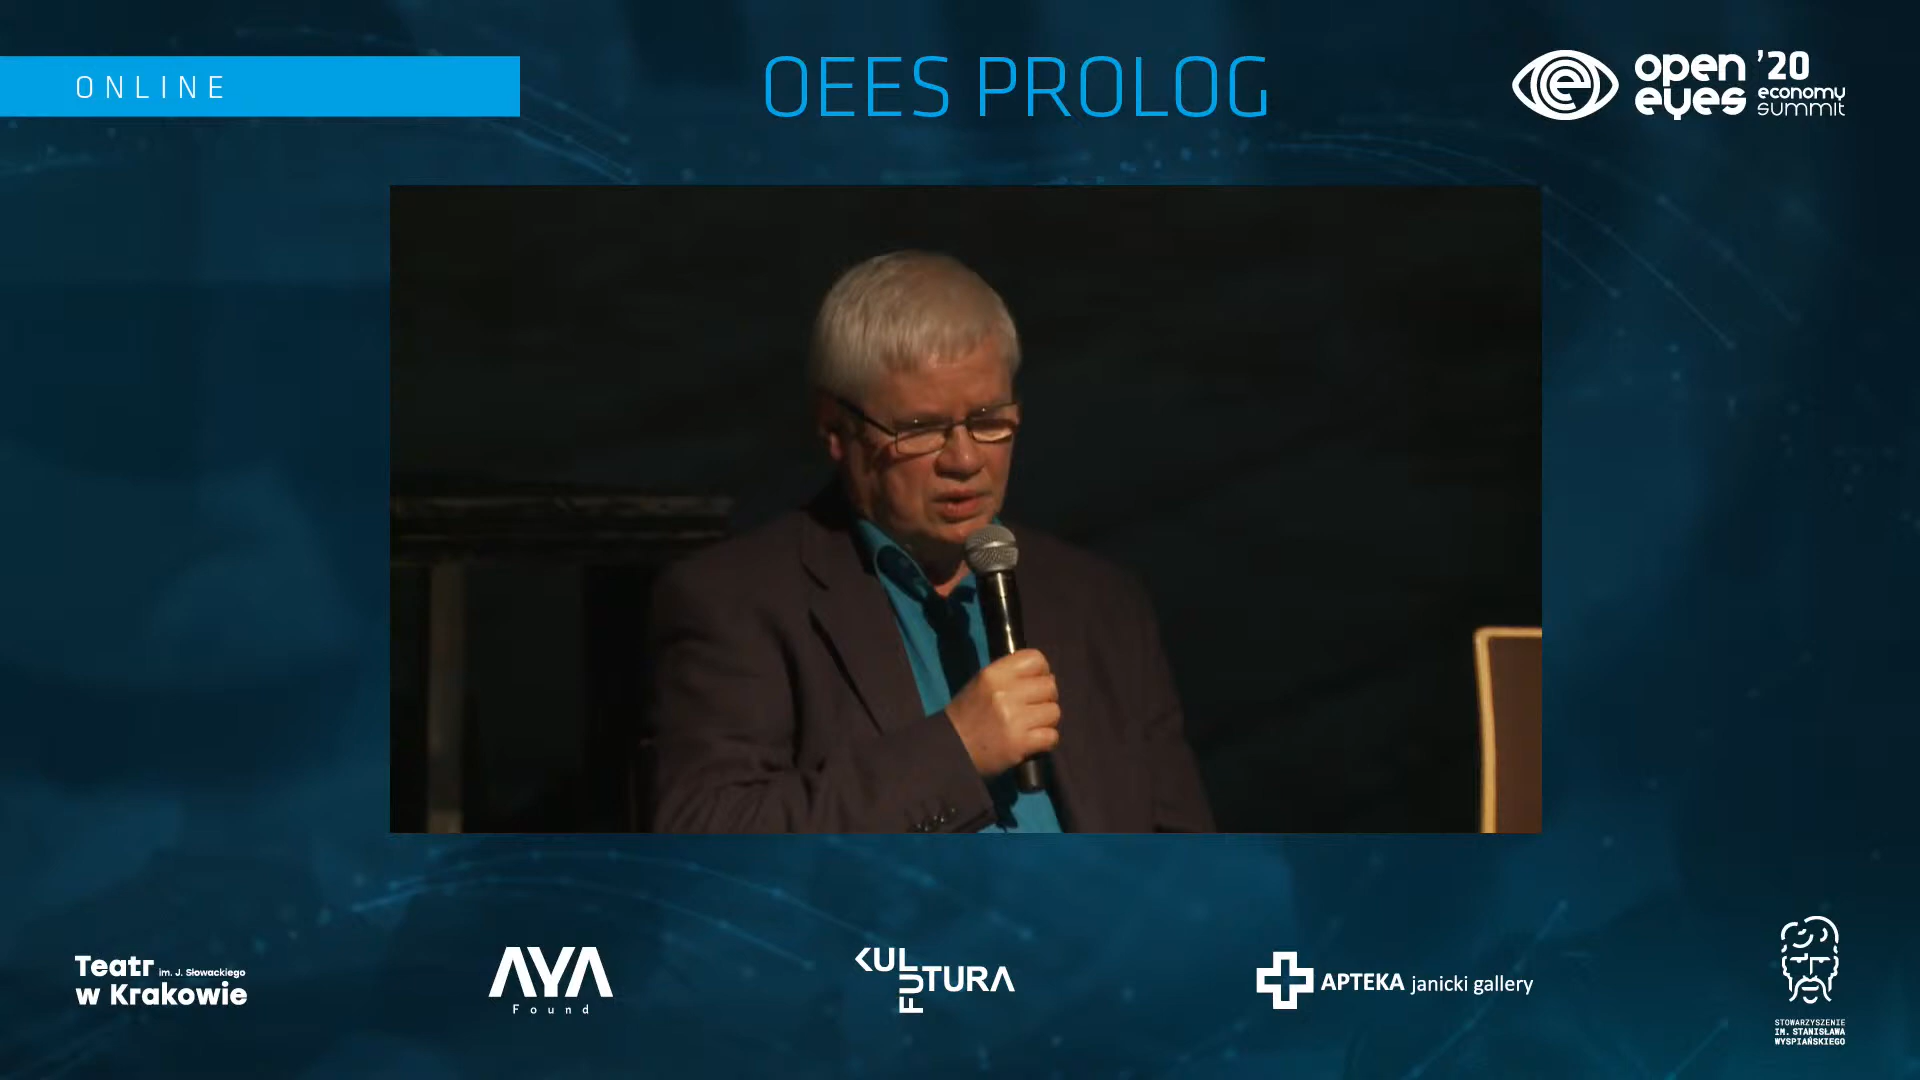 ONLINE
OEES PROLOG
open '20
eyes economy
summit
Teatr im. J. Słowackiego
w Krakowie
AYA
Found
KUL
FUTURA
APTEKA janicki gallery
STOWARZYSZENIE
IM. STANISŁAWA
WYSPIAŃSKIEGO